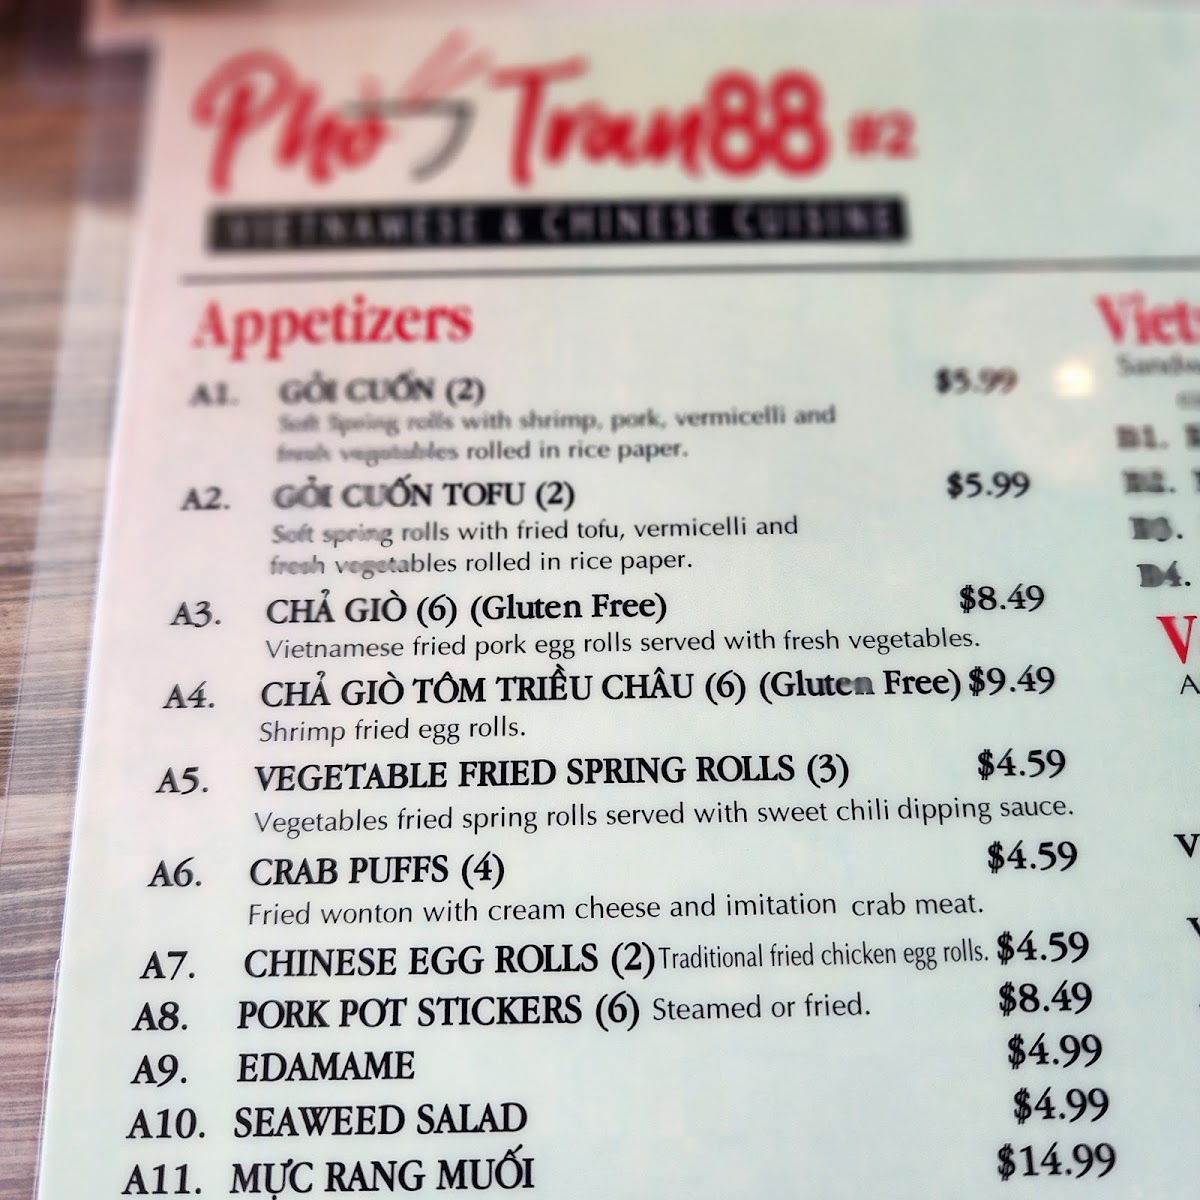 Phở Tran88 #2
VIETNAMESE & CHINESE CUISINE
Appetizers
A1. GỎI CUỐN (2) $5.99
Soft Spring rolls with shrimp, pork, vermicelli and
fresh vegetables rolled in rice paper.
A2. GỎI CUỐN TOFU (2) $5.99
Soft spring rolls with fried tofu, vermicelli and
fresh vegetables rolled in rice paper.
A3. CHẢ GIÒ (6) (Gluten Free) $8.49
Vietnamese fried pork egg rolls served with fresh vegetables.
A4. CHẢ GIÒ TÔM TRIỀU CHÂU (6) (Gluten Free) $9.49
Shrimp fried egg rolls.
A5. VEGETABLE FRIED SPRING ROLLS (3) $4.59
Vegetables fried spring rolls served with sweet chili dipping sauce.
A6. CRAB PUFFS (4) $4.59
Fried wonton with cream cheese and imitation crab meat.
A7. CHINESE EGG ROLLS (2) Traditional fried chicken egg rolls. $4.59
A8. PORK POT STICKERS (6) Steamed or fried. $8.49
A9. EDAMAME $4.99
A10. SEAWEED SALAD $4.99
A11. MỰC RANG MUỐI $14.99
B1.
B2.
B3.
B4.